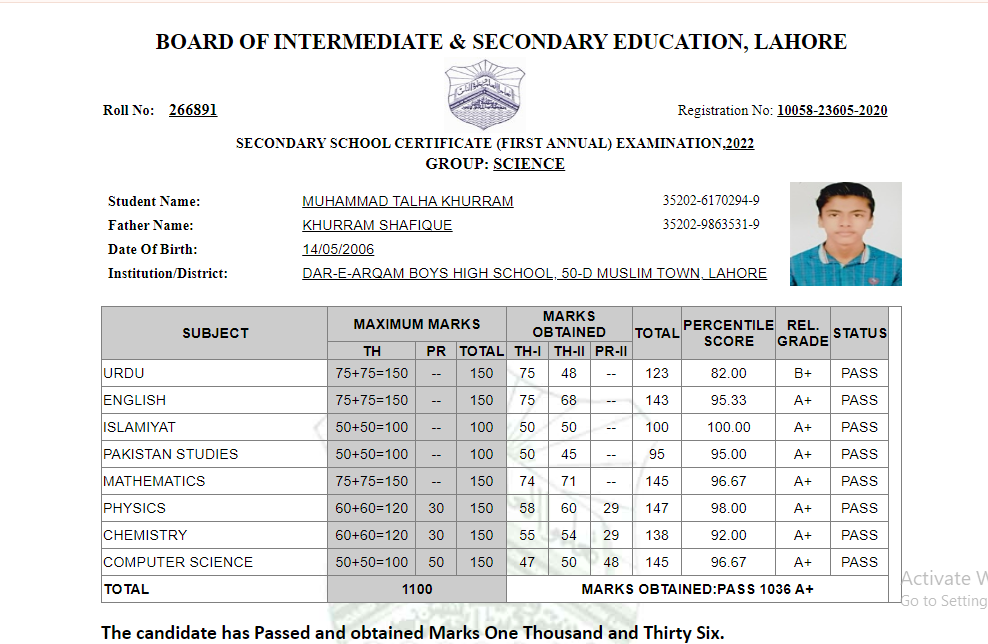 BOARD OF INTERMEDIATE & SECONDARY EDUCATION, LAHORE
Roll No: 266891 Registration No: 10058-23605-2020
SECONDARY SCHOOL CERTIFICATE (FIRST ANNUAL) EXAMINATION,2022
GROUP: SCIENCE
Student Name: MUHAMMAD TALHA KHURRAM 35202-6170294-9
Father Name: KHURRAM SHAFIQUE 35202-9863531-9
Date Of Birth: 14/05/2006
Institution/District: DAR-E-ARQAM BOYS HIGH SCHOOL, 50-D MUSLIM TOWN, LAHORE
SUBJECT MAXIMUM MARKS MARKS OBTAINED TOTAL PERCENTILE SCORE REL. GRADE STATUS
TH PR TOTAL TH-I TH-II PR-II
URDU 75+75=150 -- 150 75 48 -- 123 82.00 B+ PASS
ENGLISH 75+75=150 -- 150 75 68 -- 143 95.33 A+ PASS
ISLAMIYAT 50+50=100 -- 100 50 50 -- 100 100.00 A+ PASS
PAKISTAN STUDIES 50+50=100 -- 100 50 45 -- 95 95.00 A+ PASS
MATHEMATICS 75+75=150 -- 150 74 71 -- 145 96.67 A+ PASS
PHYSICS 60+60=120 30 150 58 60 29 147 98.00 A+ PASS
CHEMISTRY 60+60=120 30 150 55 54 29 138 92.00 A+ PASS
COMPUTER SCIENCE 50+50=100 50 150 47 50 48 145 96.67 A+ PASS
TOTAL 1100 MARKS OBTAINED:PASS 1036 A+
Activate W
Go to Setting
The candidate has Passed and obtained Marks One Thousand and Thirty Six.